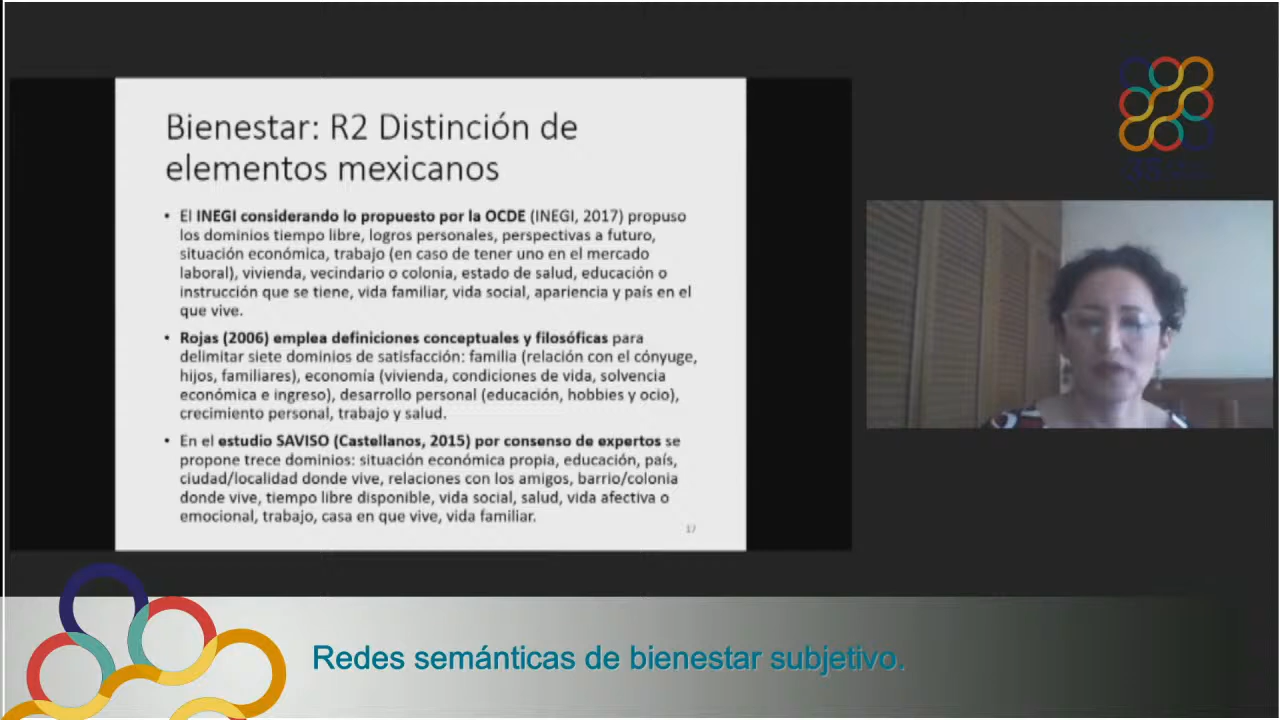 Bienestar: R2 Distinción de
elementos mexicanos
• El INEGI considerando lo propuesto por la OCDE (INEGI, 2017) propuso
los dominios tiempo libre, logros personales, perspectivas a futuro,
situación económica, trabajo (en caso de tener uno en el mercado
laboral), vivienda, vecindario o colonia, estado de salud, educación o
instrucción que se tiene, vida familiar, vida social, apariencia y país en el
que vive.
• Rojas (2006) emplea definiciones conceptuales y filosóficas para
delimitar siete dominios de satisfacción: familia (relación con el cónyuge,
hijos, familiares), economía (vivienda, condiciones de vida, solvencia
económica e ingreso), desarrollo personal (educación, hobbies y ocio),
crecimiento personal, trabajo y salud.
• En el estudio SAVISO (Castellanos, 2015) por consenso de expertos se
propone trece dominios: situación económica propia, educación, país,
ciudad/localidad donde vive, relaciones con los amigos, barrio/colonia
donde vive, tiempo libre disponible, vida social, salud, vida afectiva o
emocional, trabajo, casa en que vive, vida familiar.
17
Redes semánticas de bienestar subjetivo.